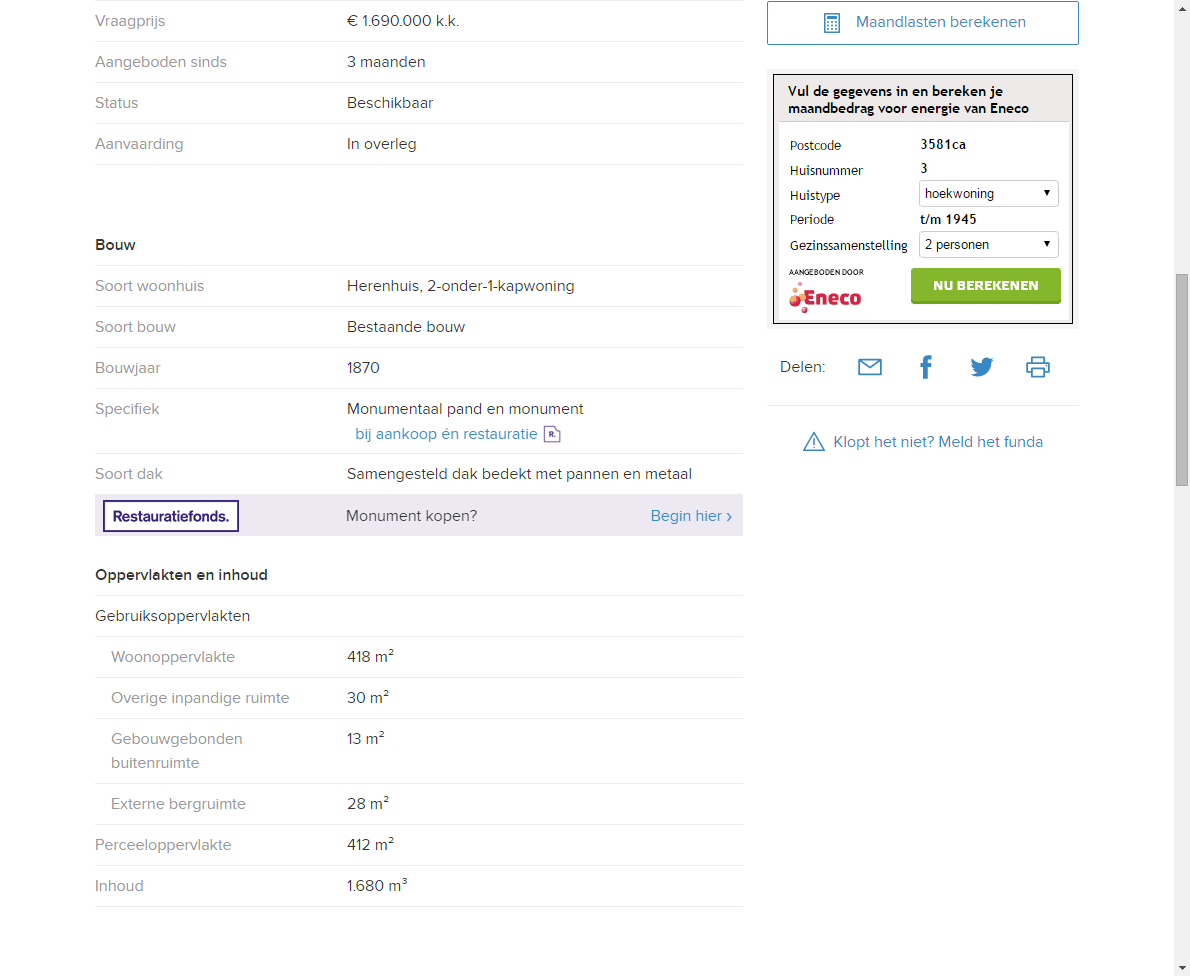 Vraagprijs € 1.690.000 k.k.
Aangeboden sinds 3 maanden
Status Beschikbaar
Aanvaarding In overleg
Bouw
Soort woonhuis Herenhuis, 2-onder-1-kapwoning
Soort bouw Bestaande bouw
Bouwjaar 1870
Specifiek Monumentaal pand en monument
bij aankoop én restauratie R.
Soort dak Samengesteld dak bedekt met pannen en metaal
Restauratiefonds. Monument kopen? Begin hier ›
Oppervlakten en inhoud
Gebruiksoppervlakten
Woonoppervlakte 418 m²
Overige inpandige ruimte 30 m²
Gebouwgebonden 13 m²
buitenruimte
Externe bergruimte 28 m²
Perceeloppervlakte 412 m²
Inhoud 1.680 m³
Maandlasten berekenen
Vul de gegevens in en bereken je
maandbedrag voor energie van Eneco
Postcode 3581ca
Huisnummer 3
Huistype hoekwoning
Periode t/m 1945
Gezinssamenstelling 2 personen
AANGEBODEN DOOR
Eneco NU BEREKENEN
Delen:
Klopt het niet? Meld het funda